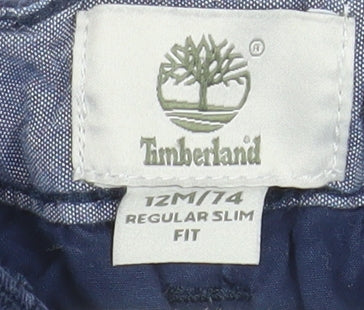 ®
Timberland
12M/74
REGULAR SLIM
FIT